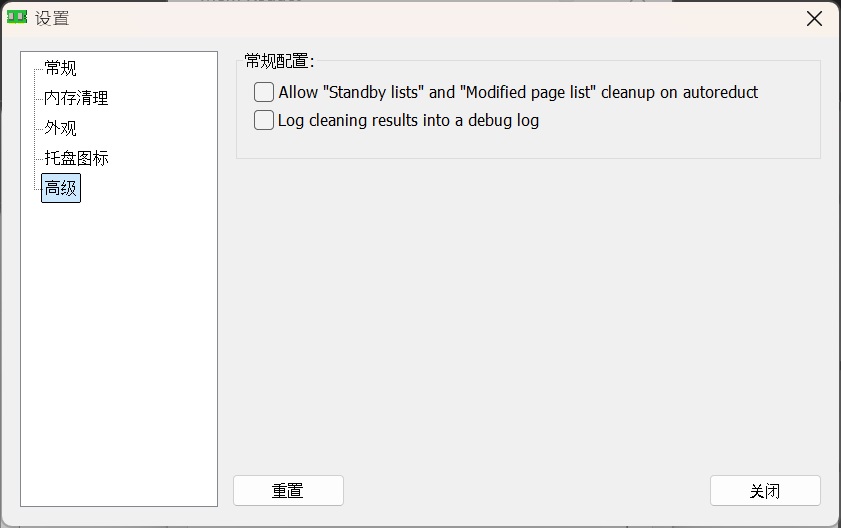 设置
常规
内存清理
外观
托盘图标
高级
常规配置:
Allow "Standby lists" and "Modified page list" cleanup on autoreduct
Log cleaning results into a debug log
重置
关闭